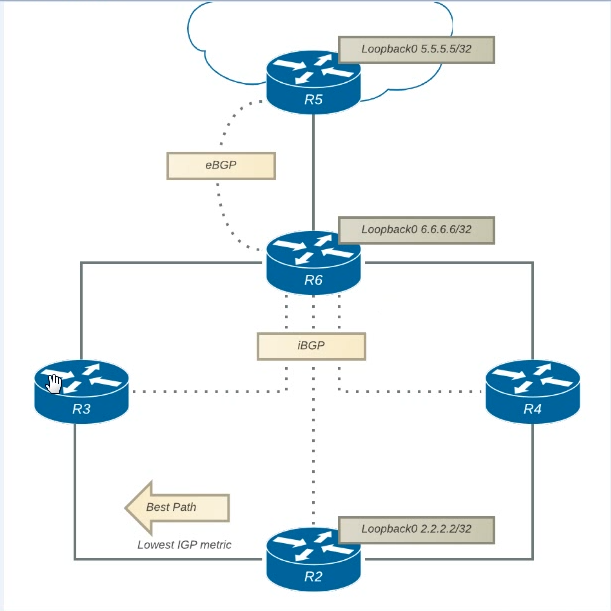 Loopback0 5.5.5.5/32
R5
eBGP
Loopback0 6.6.6.6/32
R6
iBGP
R3
R4
Best Path
Lowest IGP metric
Loopback0 2.2.2.2/32
R2